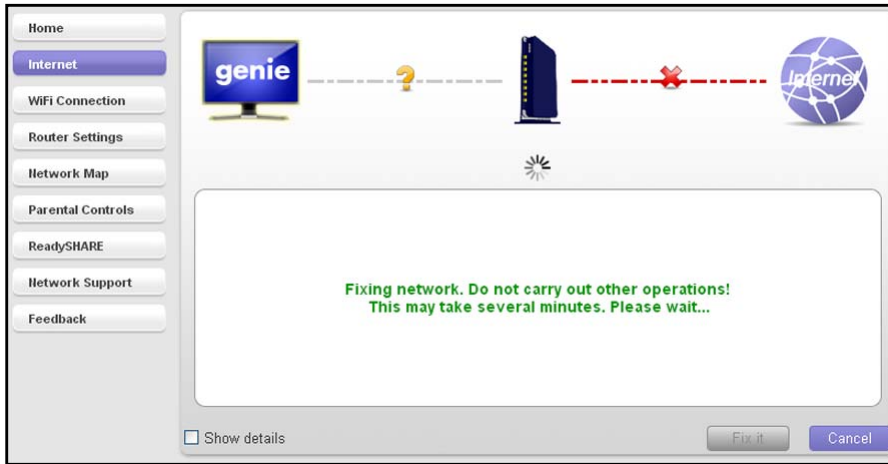 Home
Internet
WiFi Connection
Router Settings
Network Map
Parental Controls
ReadySHARE
Network Support
Feedback
genie
?
Internet
Fixing network. Do not carry out other operations!
This may take several minutes. Please wait...
Show details
Fix it
Cancel